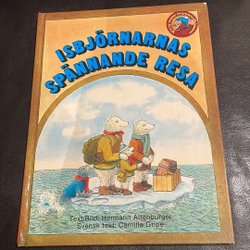 ISBJÖRNARNAS
SPÄNNANDE RESA
Text/Bild: Hermann Altenburger
Svensk text: Camilla Gripe